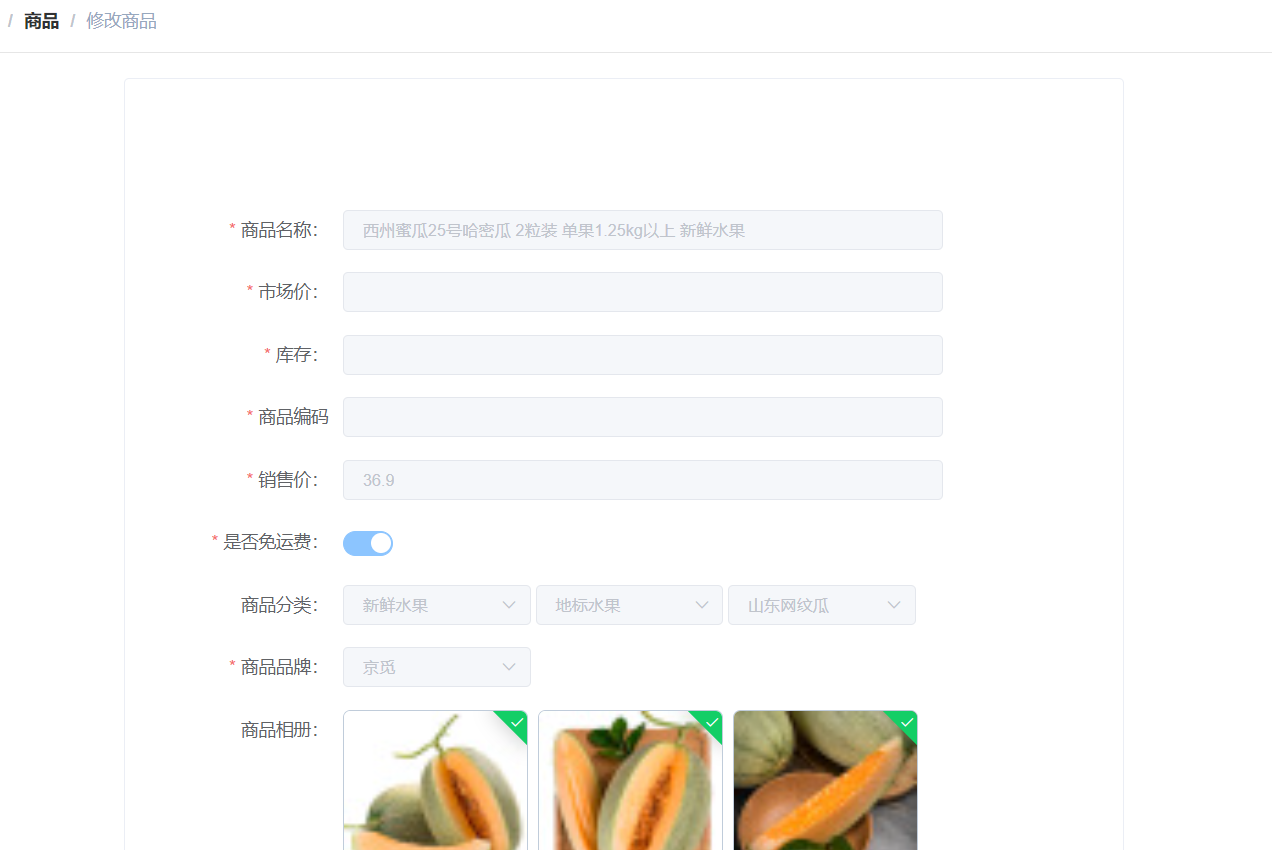 / 商品 / 修改商品
* 商品名称： 西州蜜瓜25号哈密瓜 2粒装 单果1.25kg以上 新鲜水果
* 市场价：
* 库存：
* 商品编码
* 销售价： 36.9
* 是否免运费：
商品分类： 新鲜水果 地标水果 山东网纹瓜
* 商品品牌： 京觅
商品相册：